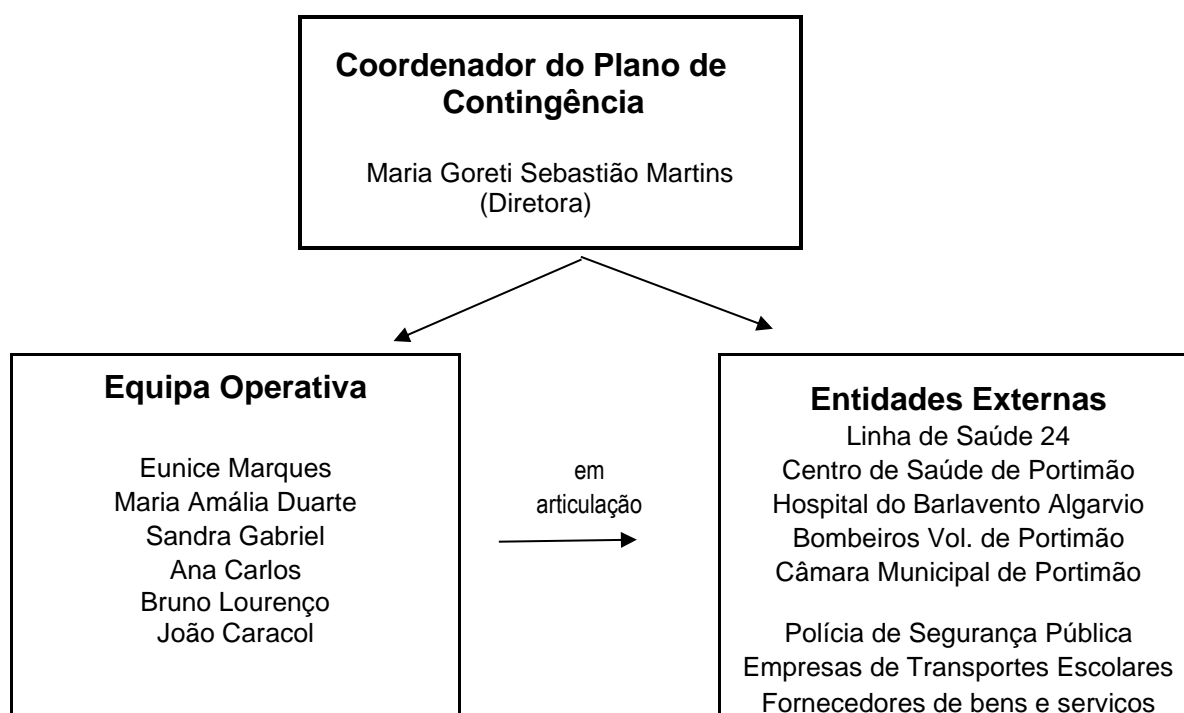 Coordenador do Plano de
Contingência
Maria Goreti Sebastião Martins
(Diretora)
Equipa Operativa
Eunice Marques
Maria Amália Duarte
Sandra Gabriel
Ana Carlos
Bruno Lourenço
João Caracol
em
articulação
Entidades Externas
Linha de Saúde 24
Centro de Saúde de Portimão
Hospital do Barlavento Algarvio
Bombeiros Vol. de Portimão
Câmara Municipal de Portimão
Polícia de Segurança Pública
Empresas de Transportes Escolares
Fornecedores de bens e serviços